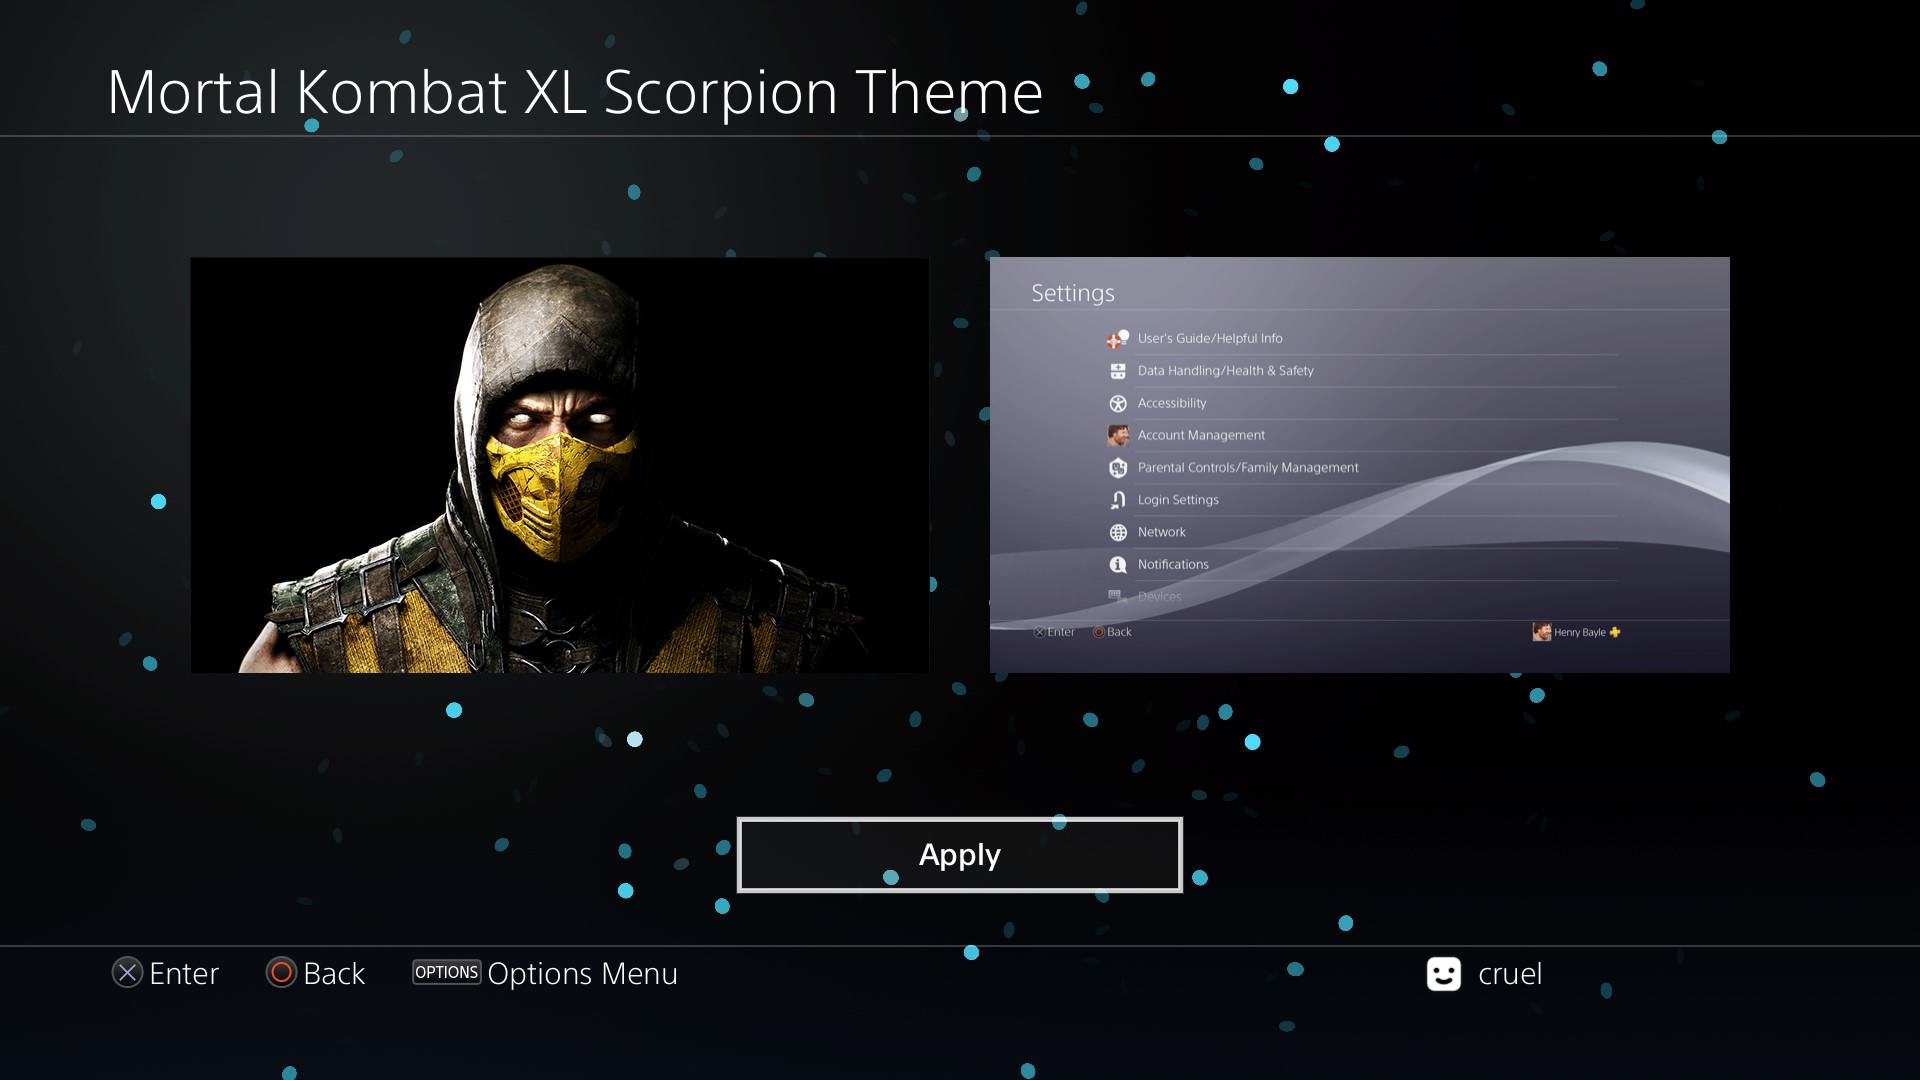 Mortal Kombat XL Scorpion Theme
Settings
User's Guide/Helpful Info
Data Handling/Health & Safety
Accessibility
Account Management
Parental Controls/Family Management
Login Settings
Network
Notifications
Devices
Enter Back Henry Bayle
Apply
Enter Back OPTIONS Options Menu cruel